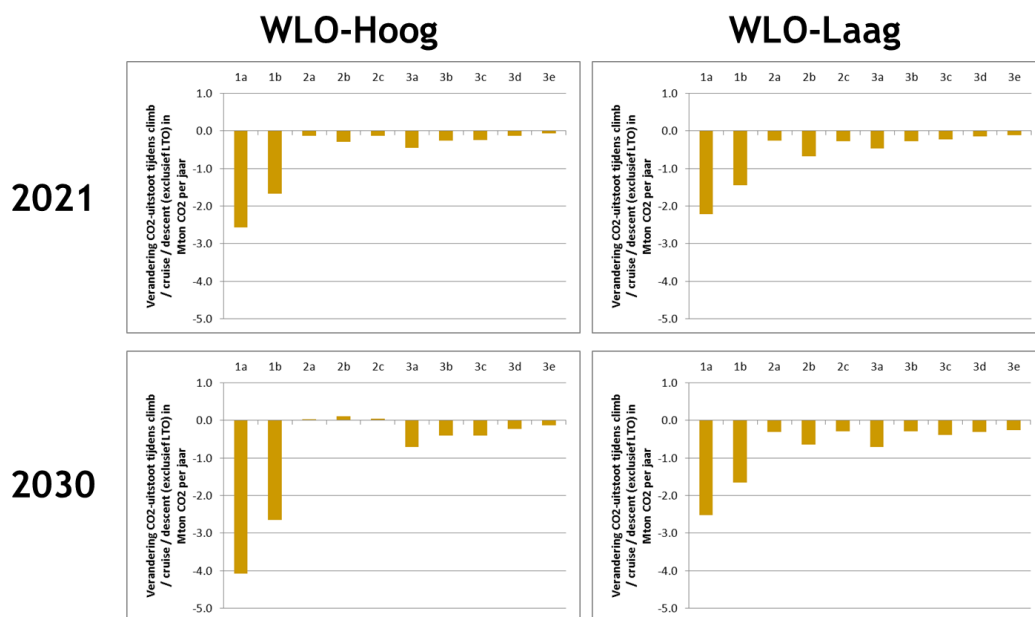 WLO-Hoog
WLO-Laag
2021
Verandering CO2-uitstoot tijdens climb
/ cruise / descent (exclusief LTO) in
Mton CO2 per jaar
1a 1b 2a 2b 2c 3a 3b 3c 3d 3e
1.0
0.0
-1.0
-2.0
-3.0
-4.0
-5.0
Verandering CO2-uitstoot tijdens climb
/ cruise / descent (exclusief LTO) in
Mton CO2 per jaar
1a 1b 2a 2b 2c 3a 3b 3c 3d 3e
1.0
0.0
-1.0
-2.0
-3.0
-4.0
-5.0
2030
Verandering CO2-uitstoot tijdens climb
/ cruise / descent (exclusief LTO) in
Mton CO2 per jaar
1a 1b 2a 2b 2c 3a 3b 3c 3d 3e
1.0
0.0
-1.0
-2.0
-3.0
-4.0
-5.0
Verandering CO2-uitstoot tijdens climb
/ cruise / descent (exclusief LTO) in
Mton CO2 per jaar
1a 1b 2a 2b 2c 3a 3b 3c 3d 3e
1.0
0.0
-1.0
-2.0
-3.0
-4.0
-5.0